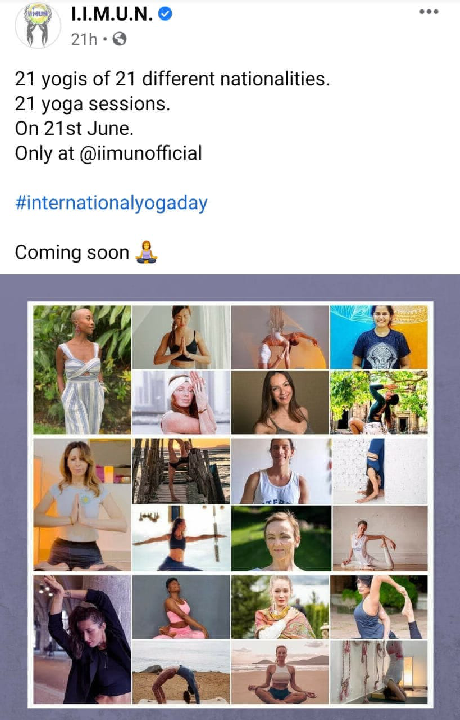 I.I.M.U.N.
21h
21 yogis of 21 different nationalities.
21 yoga sessions.
On 21st June.
Only at @iimunofficial
#internationalyogaday
Coming soon